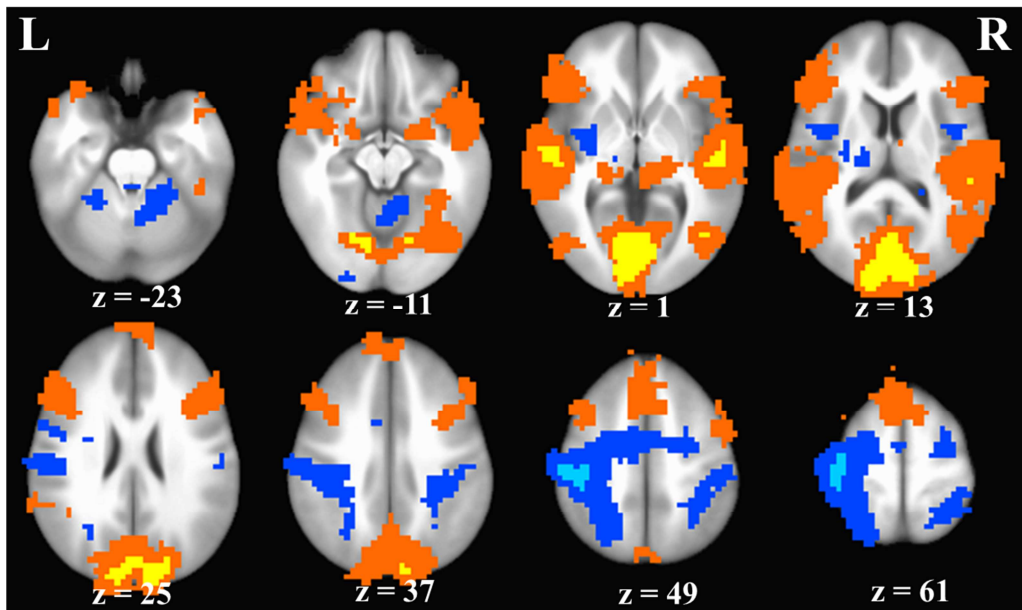 L
R
z = -23
z = -11
z = 1
z = 13
z = 25
z = 37
z = 49
z = 61